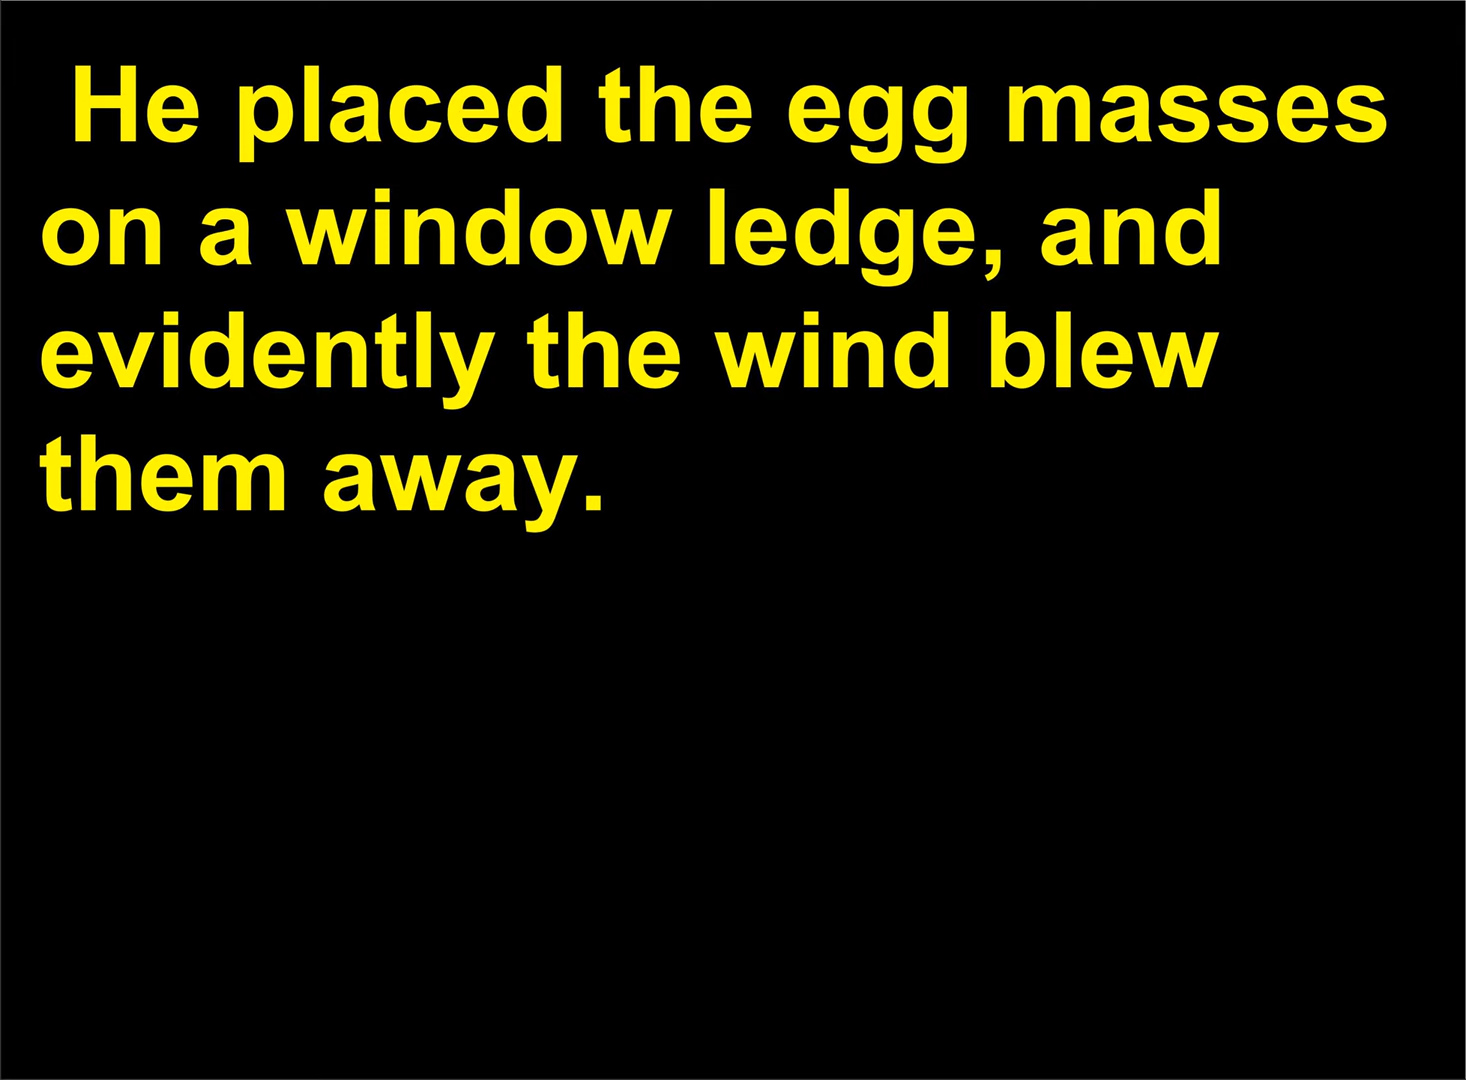 He placed the egg masses
on a window ledge, and
evidently the wind blew
them away.